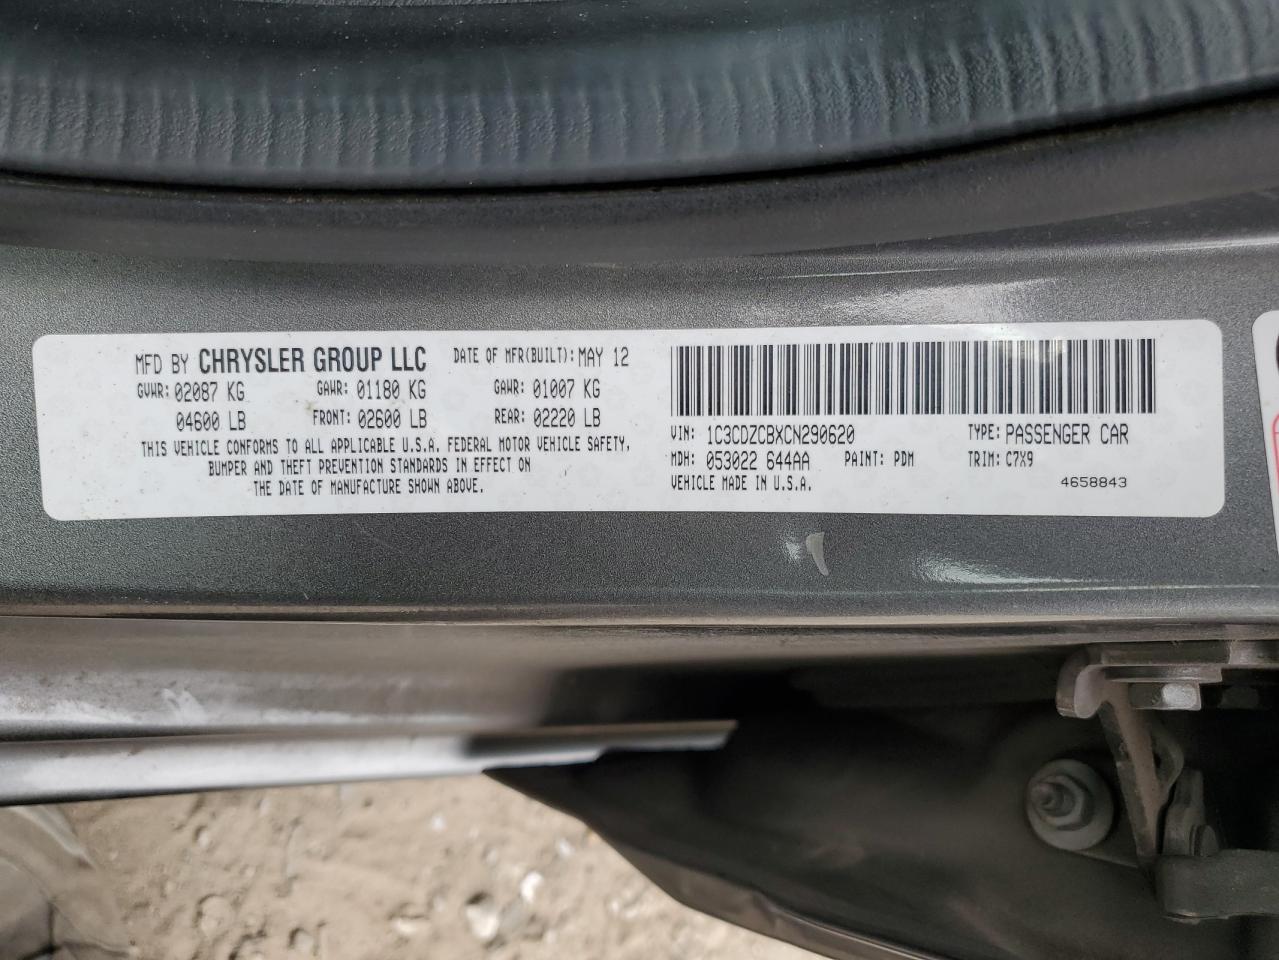 MFD BY CHRYSLER GROUP LLC DATE OF MFR(BUILT): MAY 12
GVWR: 02087 KG GAWR: 01180 KG GAWR: 01007 KG
04600 LB FRONT: 02600 LB REAR: 02220 LB
THIS VEHICLE CONFORMS TO ALL APPLICABLE U.S.A. FEDERAL MOTOR VEHICLE SAFETY,
BUMPER AND THEFT PREVENTION STANDARDS IN EFFECT ON
THE DATE OF MANUFACTURE SHOWN ABOVE.
VIN: 1C3CDZCBXCN290620 TYPE: PASSENGER CAR
MDH: 053022 644AA PAINT: PDM TRIM: C7X9
VEHICLE MADE IN U.S.A. 4658843